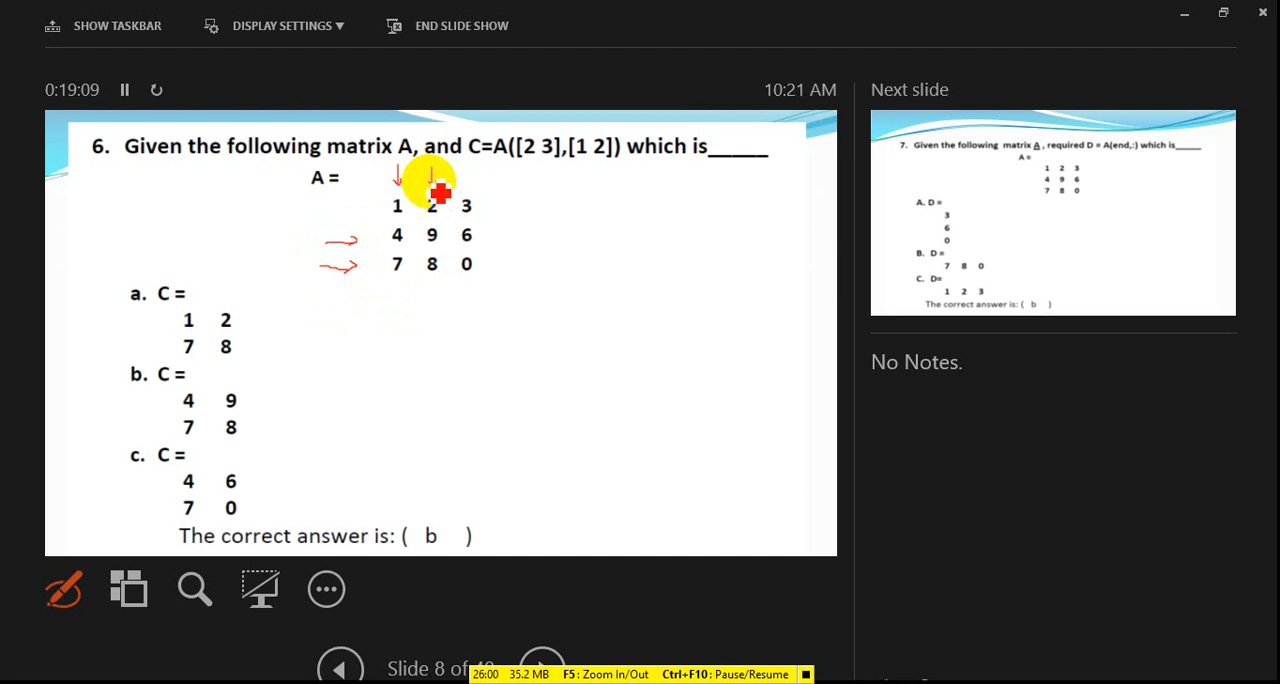 SHOW TASKBAR DISPLAY SETTINGS ▼ END SLIDE SHOW
0:19:09 10:21 AM
6. Given the following matrix A, and C=A([2 3],[1 2]) which is_____
A =
1 2 3
4 9 6
7 8 0
a. C =
1 2
7 8
b. C =
4 9
7 8
c. C =
4 6
7 0
The correct answer is: ( b )
Next slide
7. Given the following matrix A , required D = A(end,:) which is_____
A =
1 2 3
4 9 6
7 8 0
A. D =
3
6
0
B. D =
7 8 0
C. D=
1 2 3
The correct answer is: ( b )
No Notes.
Slide 8 of
26:00 35.2 MB F5: Zoom In/Out Ctrl+F10: Pause/Resume